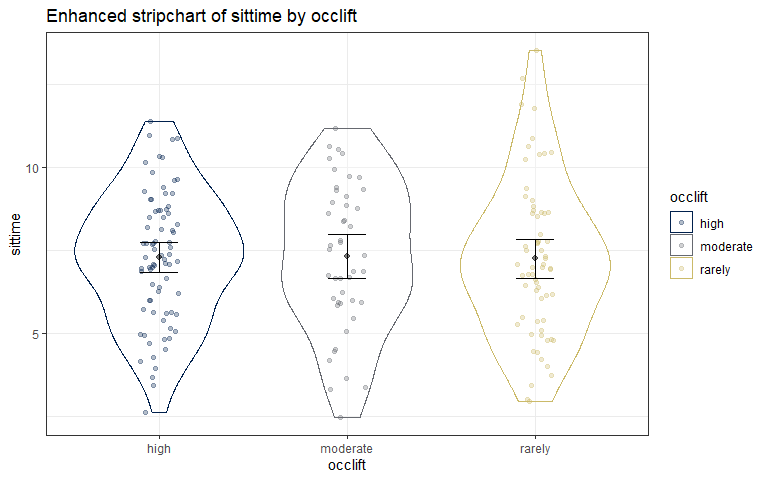 Enhanced stripchart of sittime by occlift
sittime
10
5
high
moderate
rarely
occlift
occlift
high
moderate
rarely